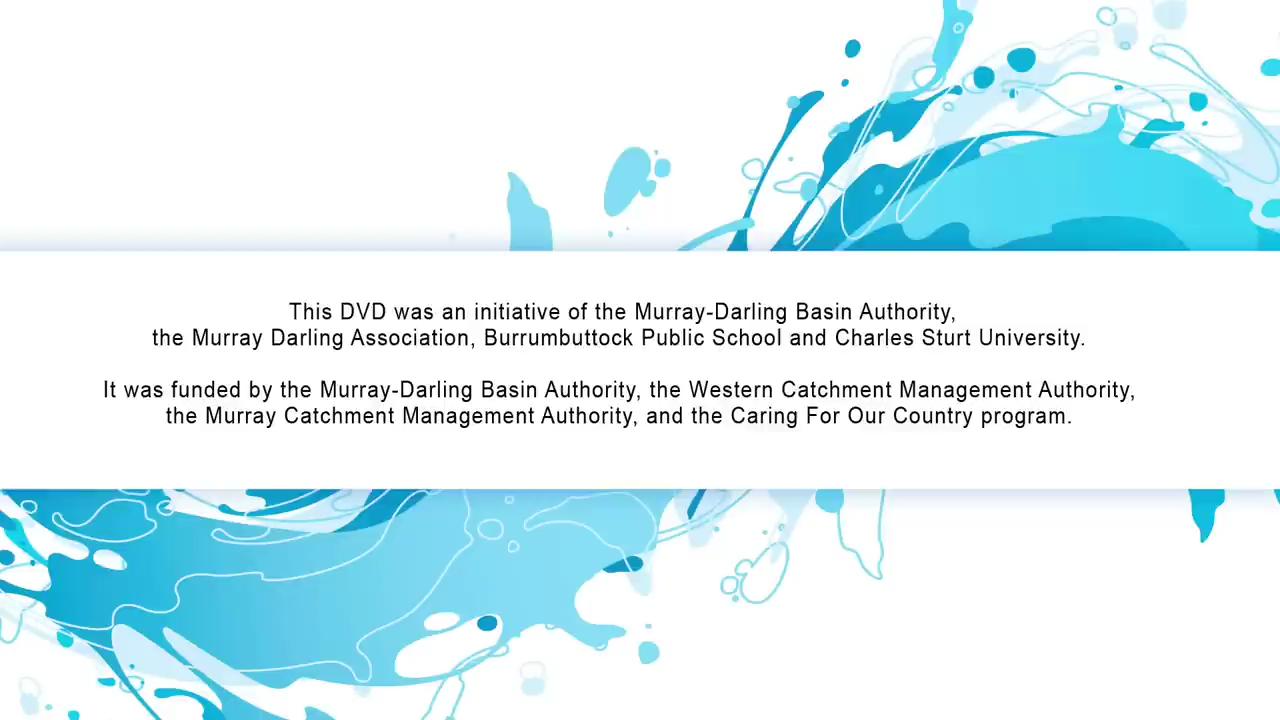 This DVD was an initiative of the Murray-Darling Basin Authority,
the Murray Darling Association, Burrumbuttock Public School and Charles Sturt University.
It was funded by the Murray-Darling Basin Authority, the Western Catchment Management Authority,
the Murray Catchment Management Authority, and the Caring For Our Country program.